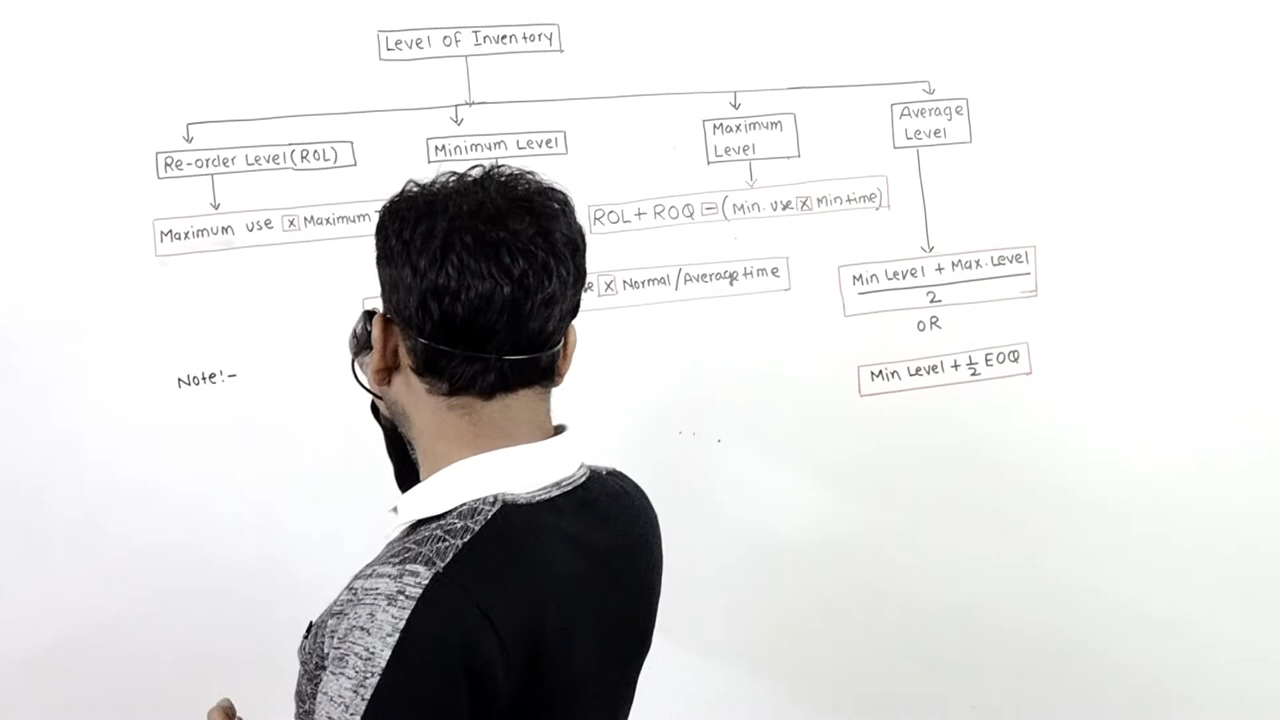 Level of Inventory
Re-order Level (ROL)
Maximum use x Maximum
Minimum Level
x Normal/Average time
Maximum
Level
ROL + ROQ - (Min. use x Min time)
Average
Level
Min Level + Max. Level
2
OR
Min Level + 1/2 EOQ
Note:-